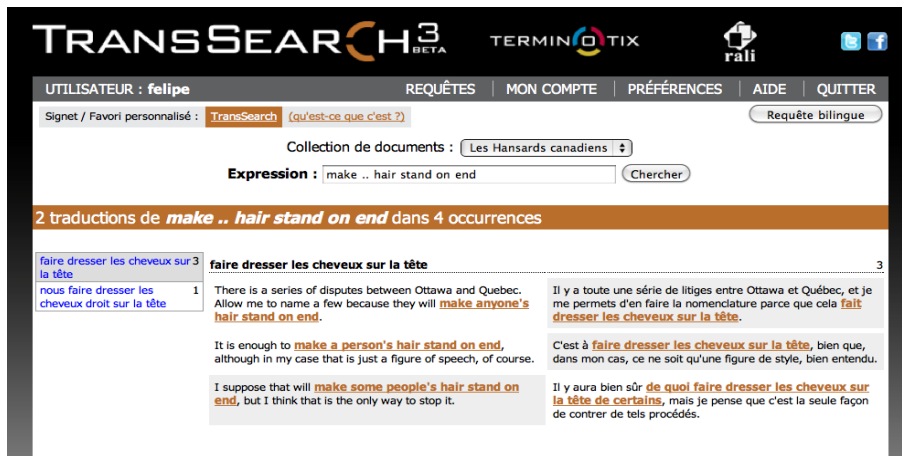 TRANSSEARCH3 BETA TERMINOTIX rali
UTILISATEUR : felipe REQUÊTES | MON COMPTE | PRÉFÉRENCES | AIDE | QUITTER
Signet / Favori personnalisé : TransSearch (qu'est-ce que c'est ?) Requête bilingue
Collection de documents : Les Hansards canadiens
Expression : make .. hair stand on end Chercher
2 traductions de make .. hair stand on end dans 4 occurrences
faire dresser les cheveux sur 3
la tête
nous faire dresser les 1
cheveux droit sur la tête
faire dresser les cheveux sur la tête 3
There is a series of disputes between Ottawa and Quebec.
Allow me to name a few because they will make anyone's
hair stand on end.
Il y a toute une série de litiges entre Ottawa et Québec, et je
me permets d'en faire la nomenclature parce que cela fait
dresser les cheveux sur la tête.
It is enough to make a person's hair stand on end,
although in my case that is just a figure of speech, of course.
C'est à faire dresser les cheveux sur la tête, bien que,
dans mon cas, ce ne soit qu'une figure de style, bien entendu.
I suppose that will make some people's hair stand on
end, but I think that is the only way to stop it.
Il y aura bien sûr de quoi faire dresser les cheveux sur
la tête de certains, mais je pense que c'est la seule façon
de contrer de tels procédés.